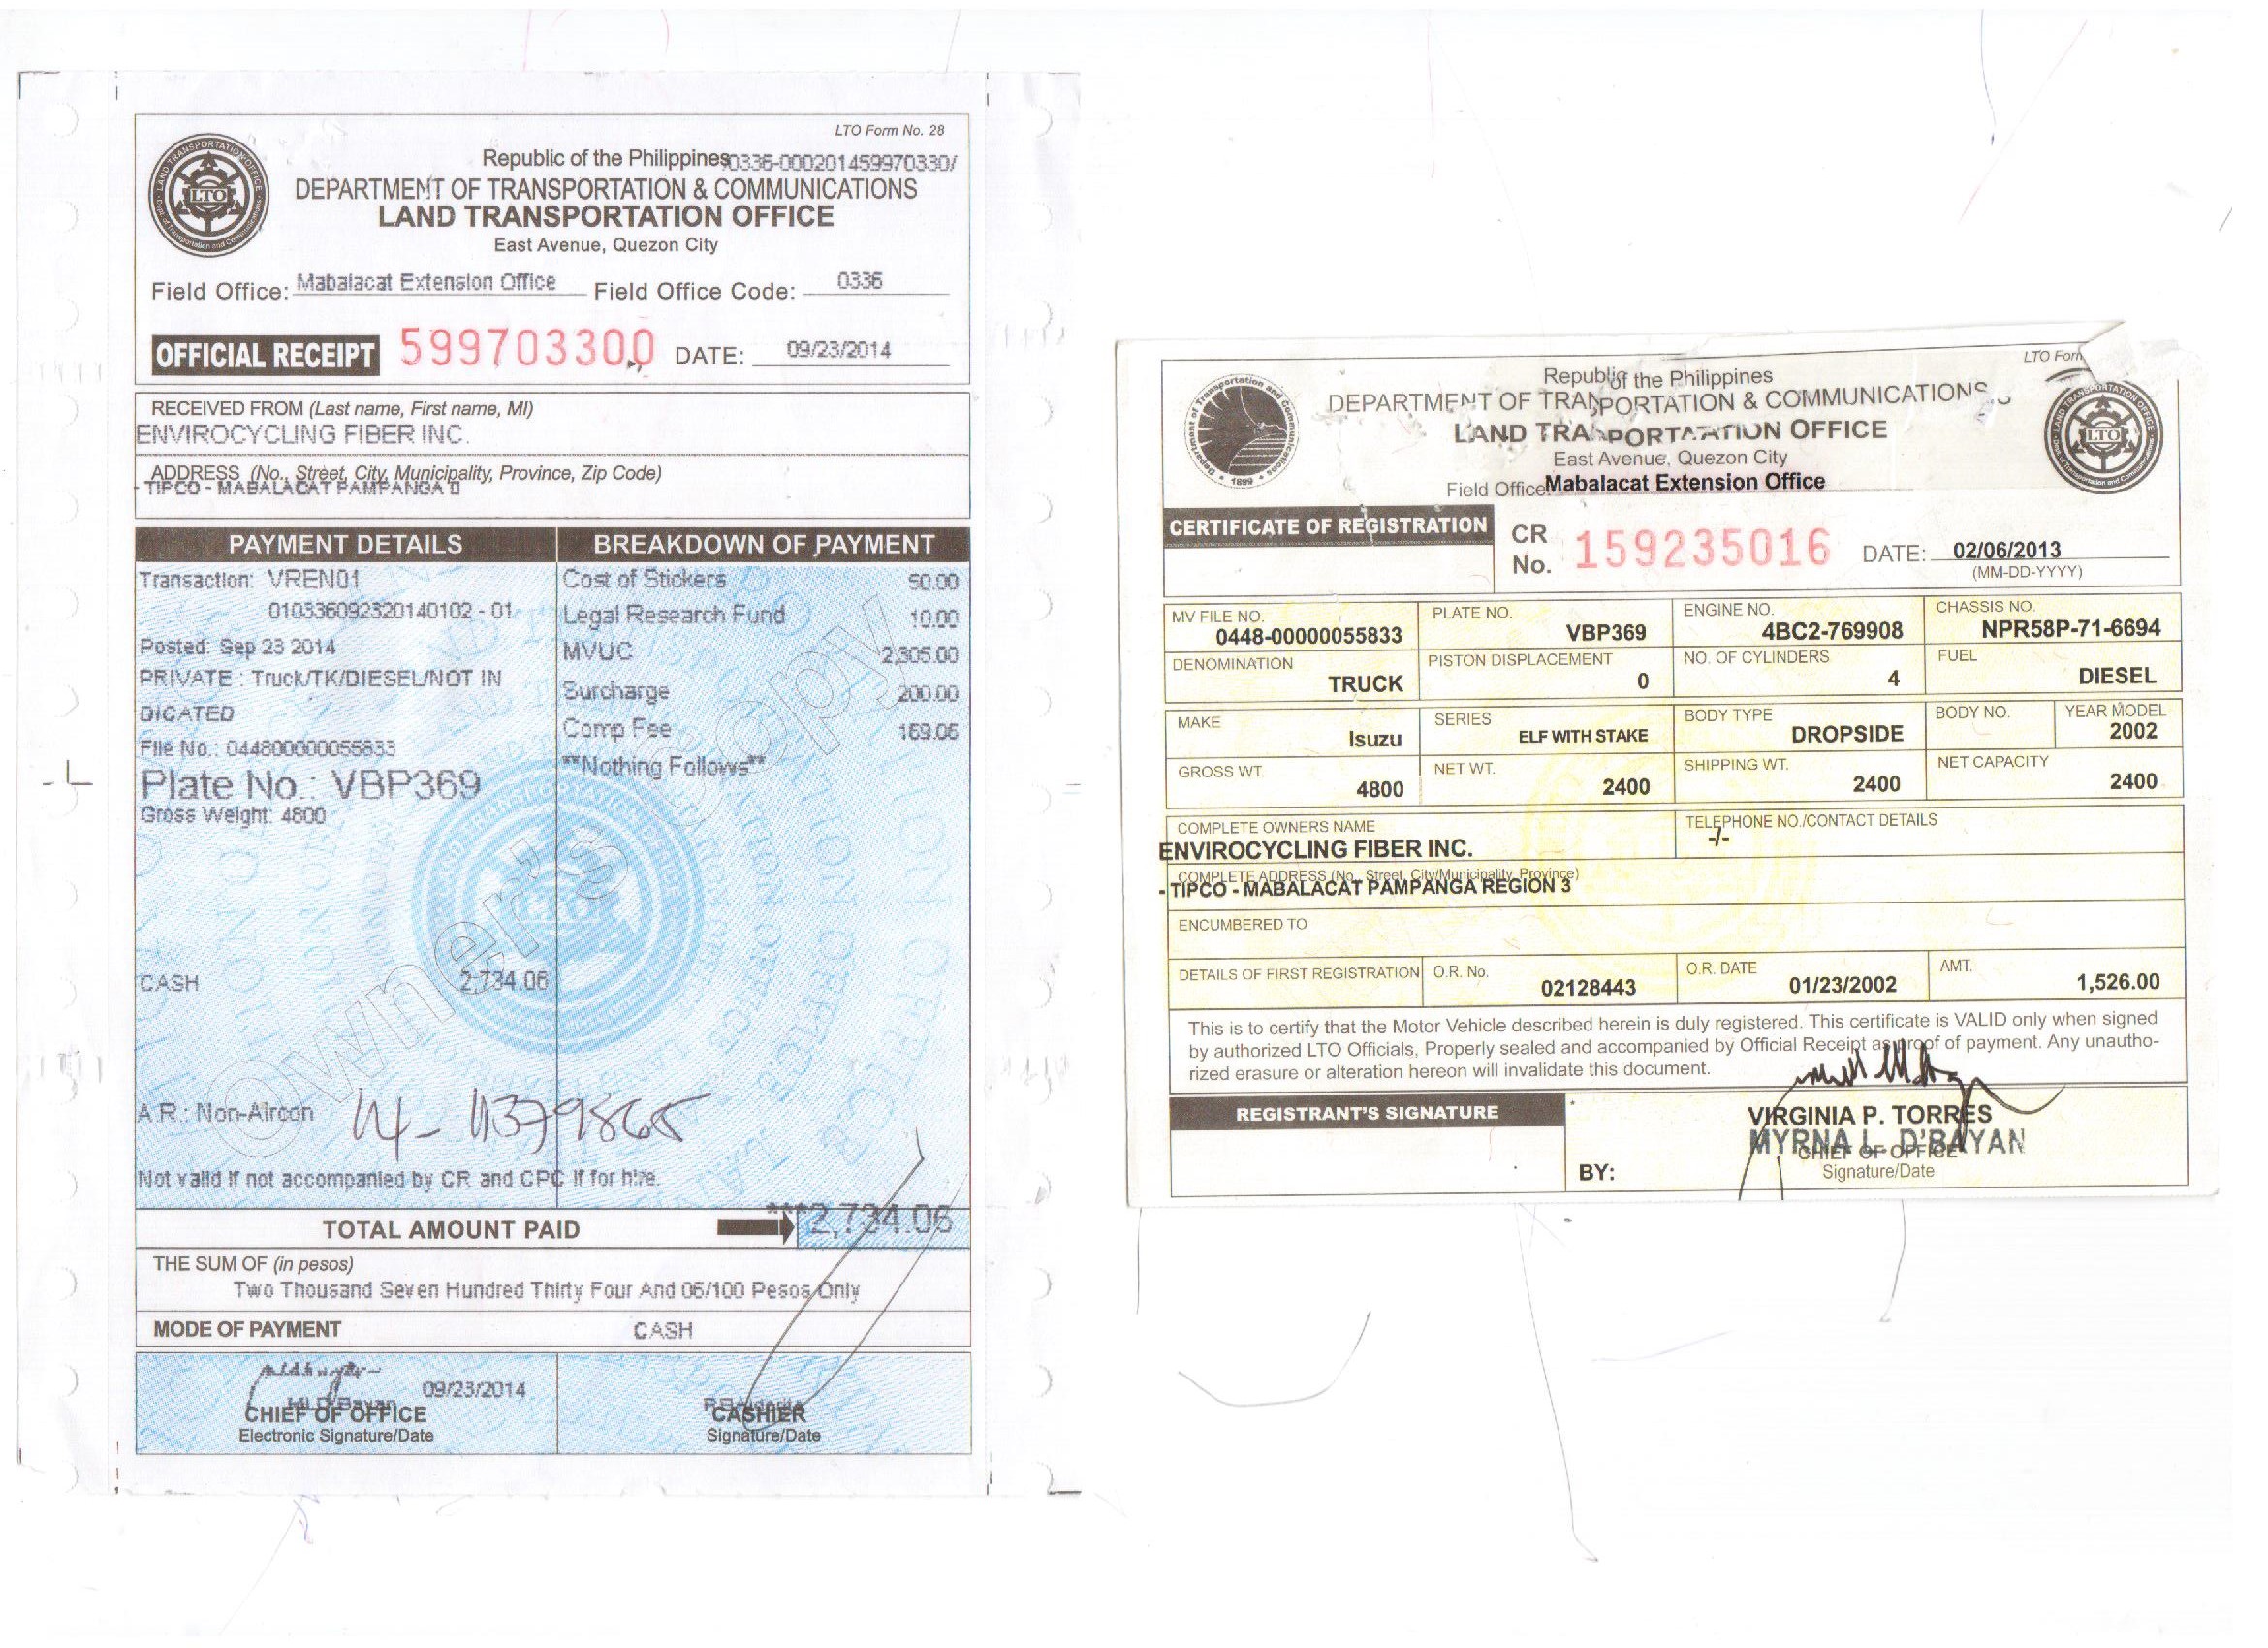 LTO Form No. 28
Republic of the Philippines 0336-000201459970330/
DEPARTMENT OF TRANSPORTATION & COMMUNICATIONS
LAND TRANSPORTATION OFFICE
East Avenue, Quezon City
Field Office: Mabalacat Extension Office Field Office Code: 0336
OFFICIAL RECEIPT 599703300 DATE: 09/23/2014
RECEIVED FROM (Last name, First name, MI)
ENVIROCYCLING FIBER INC.
ADDRESS (No., Street, City, Municipality, Province, Zip Code)
- TIPCO - MABALACAT PAMPANGA
PAYMENT DETAILS BREAKDOWN OF PAYMENT
Transaction: VREN01 Cost of Stickers 50.00
010336092320140102 - 01 Legal Research Fund 10.00
Posted: Sep 23 2014 MVUC 2,305.00
PRIVATE : Truck/TK/DIESEL/NOT IN Surcharge 200.00
DICATED Comp Fee 169.06
File No.: 044800000055833 **Nothing Follows**
Plate No.: VBP369
Gross Weight: 4800
Owner's Copy
CASH 2,734.06
A.R.: Non-Aircon
Not valid if not accompanied by CR and CPC if for hire.
TOTAL AMOUNT PAID ***2,734.06
THE SUM OF (in pesos)
Two Thousand Seven Hundred Thirty Four And 06/100 Pesos Only
MODE OF PAYMENT CASH
09/23/2014
CHIEF OF OFFICE CASHIER
Electronic Signature/Date Signature/Date
LTO Form
Republic of the Philippines
DEPARTMENT OF TRANSPORTATION & COMMUNICATIONS
LAND TRANSPORTATION OFFICE
East Avenue, Quezon City
Field Office Mabalacat Extension Office
CERTIFICATE OF REGISTRATION CR No. 159235016 DATE: 02/06/2013
(MM-DD-YYYY)
MV FILE NO. PLATE NO. ENGINE NO. CHASSIS NO.
0448-00000055833 VBP369 4BC2-769908 NPR58P-71-6694
DENOMINATION PISTON DISPLACEMENT NO. OF CYLINDERS FUEL
TRUCK 0 4 DIESEL
MAKE SERIES BODY TYPE BODY NO. YEAR MODEL
Isuzu ELF WITH STAKE DROPSIDE 2002
GROSS WT. NET WT. SHIPPING WT. NET CAPACITY
4800 2400 2400 2400
COMPLETE OWNERS NAME TELEPHONE NO./CONTACT DETAILS
ENVIROCYCLING FIBER INC. -/-
COMPLETE ADDRESS (No., Street, City/Municipality, Province)
- TIPCO - MABALACAT PAMPANGA REGION 3
ENCUMBERED TO
DETAILS OF FIRST REGISTRATION O.R. No. O.R. DATE AMT.
02128443 01/23/2002 1,526.00
This is to certify that the Motor Vehicle described herein is duly registered. This certificate is VALID only when signed
by authorized LTO Officials, Properly sealed and accompanied by Official Receipt as proof of payment. Any unautho-
rized erasure or alteration hereon will invalidate this document.
REGISTRANT'S SIGNATURE
VIRGINIA P. TORRES
MYRNA L. D'BAYAN
CHIEF OF OFFICE
BY: Signature/Date